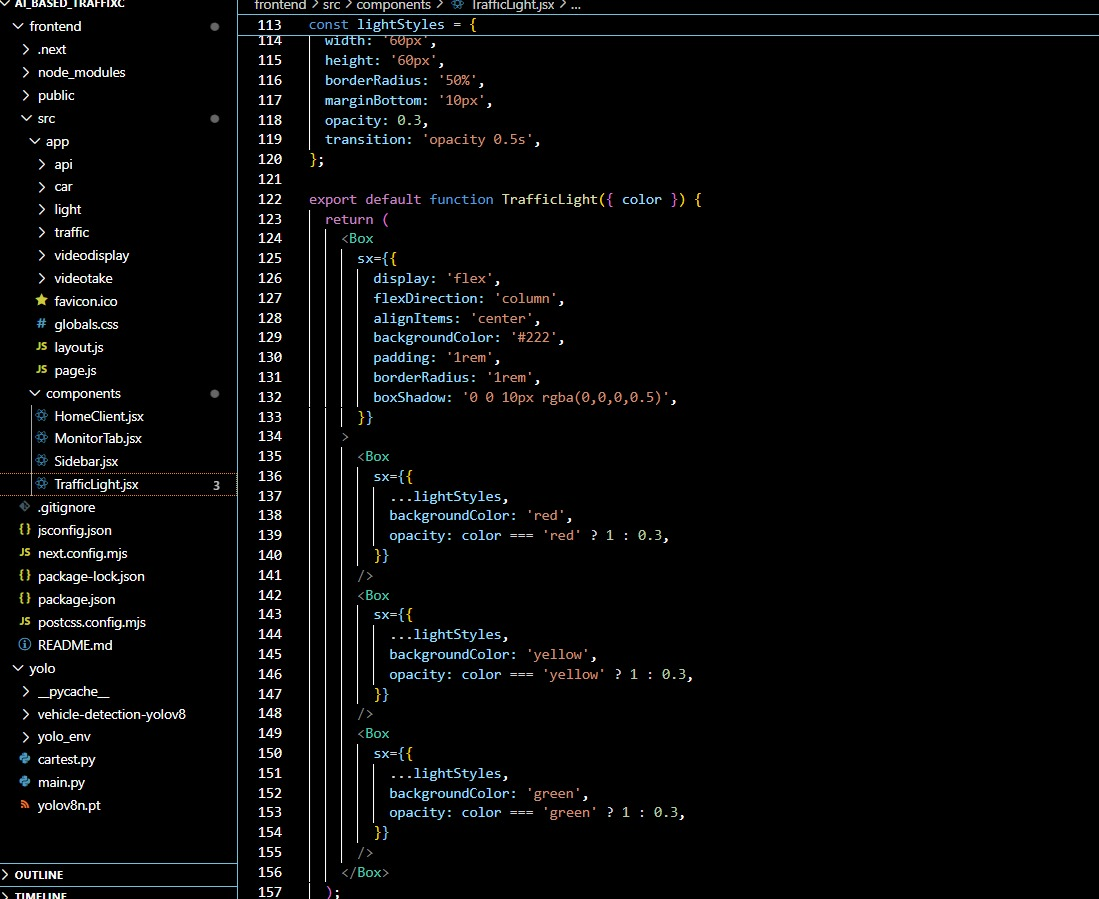 AI_BASED_TRAFFIXC
frontend
.next
node_modules
public
src
app
api
car
light
traffic
videodisplay
videotake
favicon.ico
# globals.css
JS layout.js
JS page.js
components
HomeClient.jsx
MonitorTab.jsx
Sidebar.jsx
TrafficLight.jsx 3
.gitignore
{} jsconfig.json
JS next.config.mjs
{} package-lock.json
{} package.json
JS postcss.config.mjs
README.md
yolo
__pycache__
vehicle-detection-yolov8
yolo_env
cartest.py
main.py
yolov8n.pt
OUTLINE
TIMELINE
frontend > src > components > TrafficLight.jsx > ...
113 const lightStyles = {
114 width: '60px',
115 height: '60px',
116 borderRadius: '50%',
117 marginBottom: '10px',
118 opacity: 0.3,
119 transition: 'opacity 0.5s',
120 };
121
122 export default function TrafficLight({ color }) {
123 return (
124 <Box
125 sx={{
126 display: 'flex',
127 flexDirection: 'column',
128 alignItems: 'center',
129 backgroundColor: '#222',
130 padding: '1rem',
131 borderRadius: '1rem',
132 boxShadow: '0 0 10px rgba(0,0,0,0.5)',
133 }}
134 >
135 <Box
136 sx={{
137 ...lightStyles,
138 backgroundColor: 'red',
139 opacity: color === 'red' ? 1 : 0.3,
140 }}
141 />
142 <Box
143 sx={{
144 ...lightStyles,
145 backgroundColor: 'yellow',
146 opacity: color === 'yellow' ? 1 : 0.3,
147 }}
148 />
149 <Box
150 sx={{
151 ...lightStyles,
152 backgroundColor: 'green',
153 opacity: color === 'green' ? 1 : 0.3,
154 }}
155 />
156 </Box>
157 );